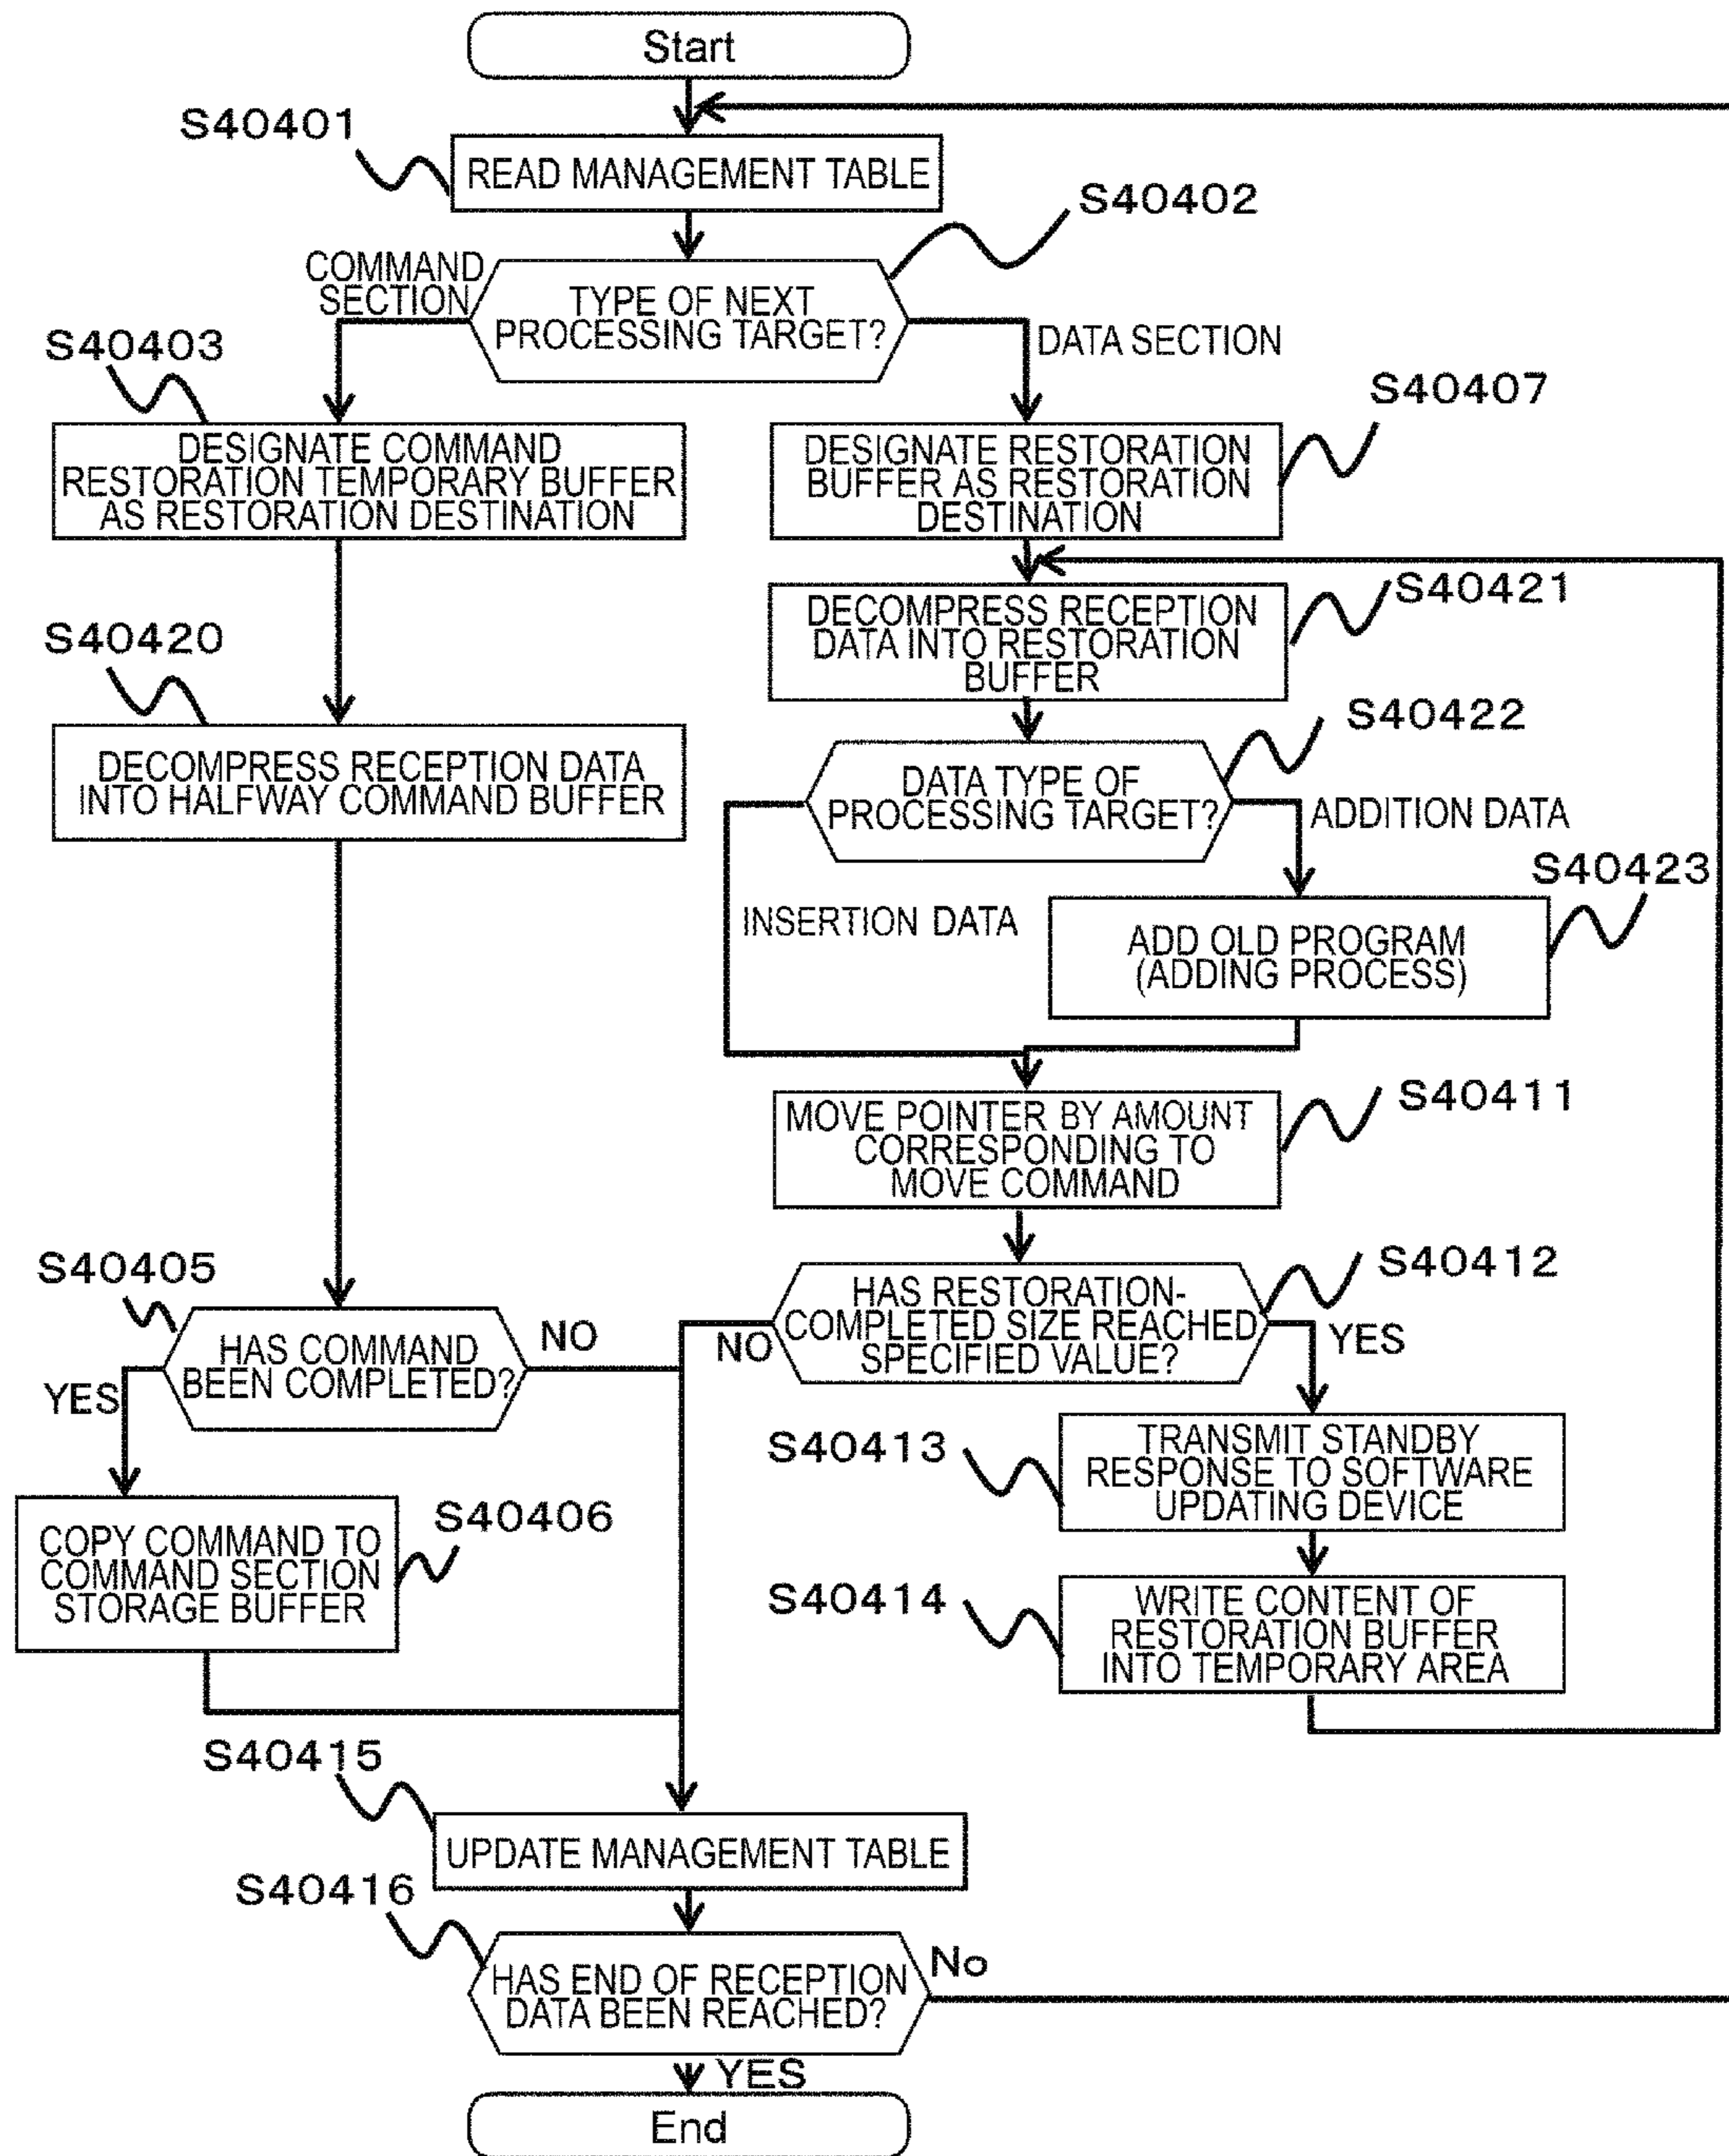 Start
S40401
READ MANAGEMENT TABLE
S40402
COMMAND
SECTION
TYPE OF NEXT
PROCESSING TARGET?
DATA SECTION
S40403
DESIGNATE COMMAND
RESTORATION TEMPORARY BUFFER
AS RESTORATION DESTINATION
S40407
DESIGNATE RESTORATION
BUFFER AS RESTORATION
DESTINATION
S40420
DECOMPRESS RECEPTION DATA
INTO HALFWAY COMMAND BUFFER
S40421
DECOMPRESS RECEPTION
DATA INTO RESTORATION
BUFFER
S40422
DATA TYPE OF
PROCESSING TARGET?
ADDITION DATA
INSERTION DATA
S40423
ADD OLD PROGRAM
(ADDING PROCESS)
S40411
MOVE POINTER BY AMOUNT
CORRESPONDING TO
MOVE COMMAND
S40405
HAS COMMAND
BEEN COMPLETED?
NO
YES
S40412
HAS RESTORATION-
COMPLETED SIZE REACHED
SPECIFIED VALUE?
NO
YES
S40406
COPY COMMAND TO
COMMAND SECTION
STORAGE BUFFER
S40413
TRANSMIT STANDBY
RESPONSE TO SOFTWARE
UPDATING DEVICE
S40414
WRITE CONTENT OF
RESTORATION BUFFER
INTO TEMPORARY AREA
S40415
UPDATE MANAGEMENT TABLE
S40416
HAS END OF RECEPTION
DATA BEEN REACHED?
No
YES
End